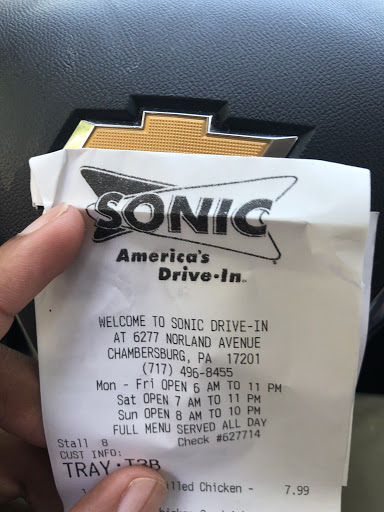 SONIC
America's
Drive-In
WELCOME TO SONIC DRIVE-IN
AT 6277 NORLAND AVENUE
CHAMBERSBURG, PA 17201
(717) 496-8455
Mon - Fri OPEN 6 AM TO 11 PM
Sat OPEN 7 AM TO 11 PM
Sun OPEN 8 AM TO 10 PM
FULL MENU SERVED ALL DAY
Stall 8 Check #627714
CUST INFO:
TRAY: T3B
Chicken - 7.99